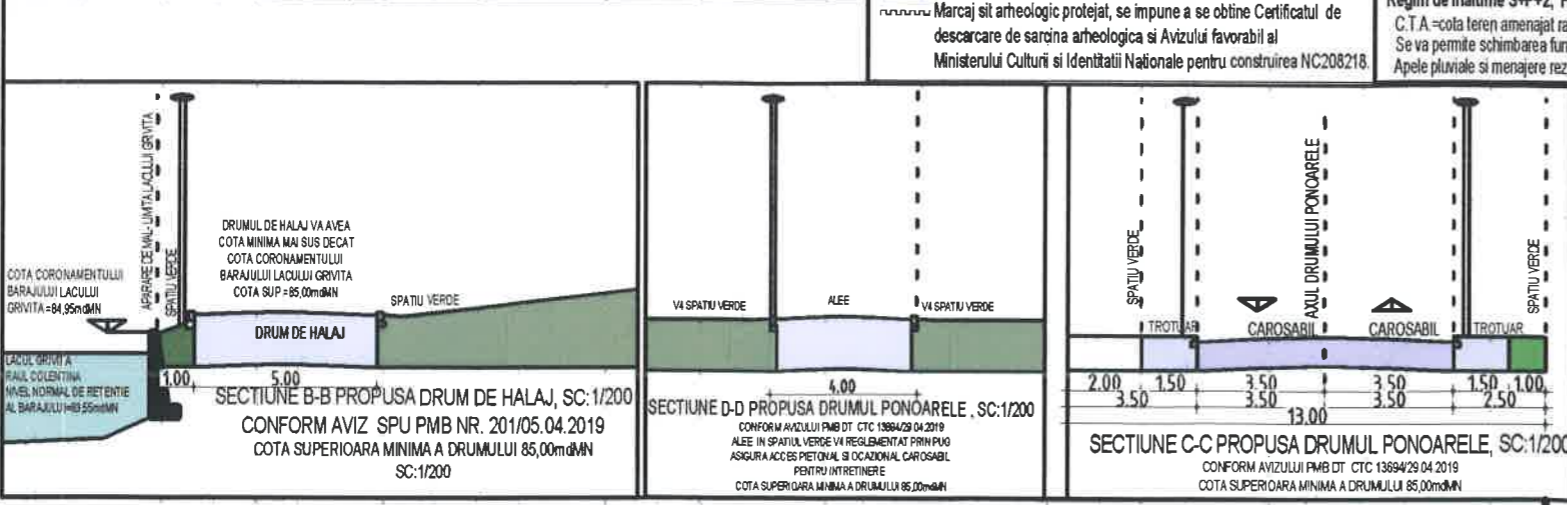 Marcaj sit arheologic protejat, se impune a se obtine Certificatul de
descarcare de sarcina arheologica si Avizului favorabil al
Ministerului Culturii si Identitatii Nationale pentru construirea NC208218.
C.T.A.=cota teren amenajat
Se va permite schimbarea
Apele pluviale si menajere
COTA CORONAMENTULUI
BARAJULUI LACULUI
GRIVITA =84,95mdMN
APARARE DE MAL- LIMITA LACULUI GRIVITA
SPATIU VERDE
DRUMUL DE HALAJ VA AVEA
COTA MINIMA MAI SUS DECAT
COTA CORONAMENTULUI
BARAJULUI LACULUI GRIVITA
COTA SUP =85,00mdMN
SPATIU VERDE
DRUM DE HALAJ
LACUL GRIVITA
RAUL COLENTINA
NIVEL NORMAL DE RETENTIE
AL BARAJULUI
1.00
5.00
SECTIUNE B-B PROPUSA DRUM DE HALAJ, SC:1/200
CONFORM AVIZ SPU PMB NR. 201/05.04.2019
COTA SUPERIOARA MINIMA A DRUMULUI 85,00mdMN
SC:1/200
V4 SPATIU VERDE
ALEE
V4 SPATIU VERDE
4.00
SECTIUNE D-D PROPUSA DRUMUL PONOARELE , SC:1/200
CONFORM AVIZULUI PMB DT CTC 13694/29.04.2019
ALEE IN SPATIUL VERDE V4 REGLEMENTAT PRIN PUG
ASIGURA ACCES PIETONAL SI OCAZIONAL CAROSABIL
PENTRU INTRETINERE
COTA SUPERIOARA MINIMA A DRUMULUI 85,00mdMN
SPATIU VERDE
AXUL DRUMULUI PONOARELE
SPATIU VERDE
TROTUAR
CAROSABIL
CAROSABIL
TROTUAR
2.00 1.50 3.50 3.50 1.50 1.00
3.50 3.50 3.50 2.50
13.00
SECTIUNE C-C PROPUSA DRUMUL PONOARELE, SC:1/200
CONFORM AVIZULUI PMB DT CTC 13694/29.04.2019
COTA SUPERIOARA MINIMA A DRUMULUI 85,00mdMN